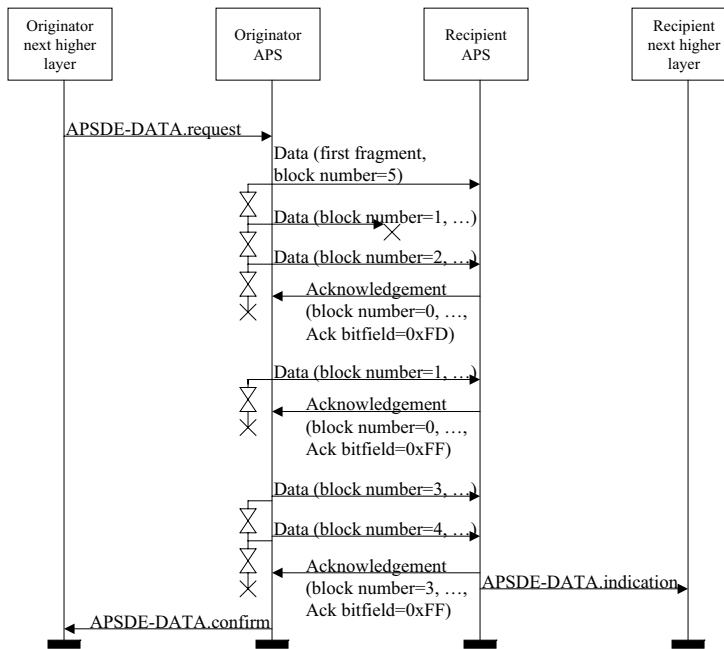 Originator
next higher
layer
Originator
APS
Recipient
APS
Recipient
next higher
layer
APSDE-DATA.request
Data (first fragment,
block number=5)
Data (block number=1, …)
Data (block number=2, …)
Acknowledgement
(block number=0, …,
Ack bitfield=0xFD)
Data (block number=1, …)
Acknowledgement
(block number=0, …,
Ack bitfield=0xFF)
Data (block number=3, …)
Data (block number=4, …)
Acknowledgement
(block number=3, …,
Ack bitfield=0xFF)
APSDE-DATA.indication
APSDE-DATA.confirm